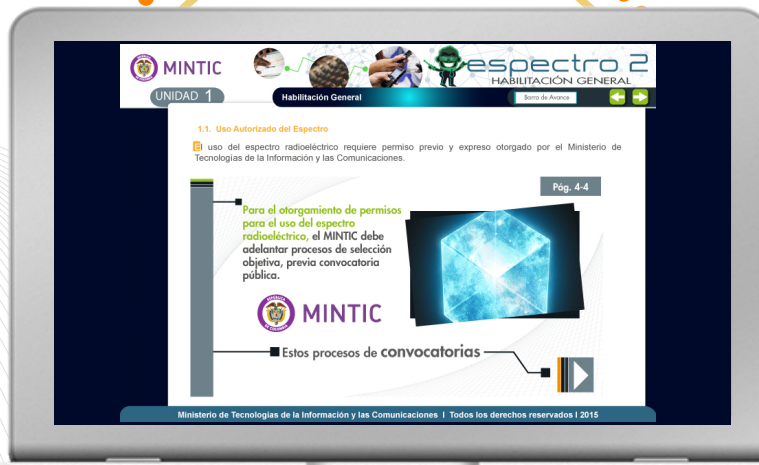 MINTIC
espectro 2
HABILITACIÓN GENERAL
UNIDAD 1
Habilitación General
Barra de Avance
1.1. Uso Autorizado del Espectro
El uso del espectro radioeléctrico requiere permiso previo y expreso otorgado por el Ministerio de
Tecnologías de la Información y las Comunicaciones.
Pág. 4-4
Para el otorgamiento de permisos
para el uso del espectro
radioeléctrico, el MINTIC debe
adelantar procesos de selección
objetiva, previa convocatoria
pública.
MINTIC
Estos procesos de convocatorias
Ministerio de Tecnologías de la Información y las Comunicaciones I Todos los derechos reservados I 2015